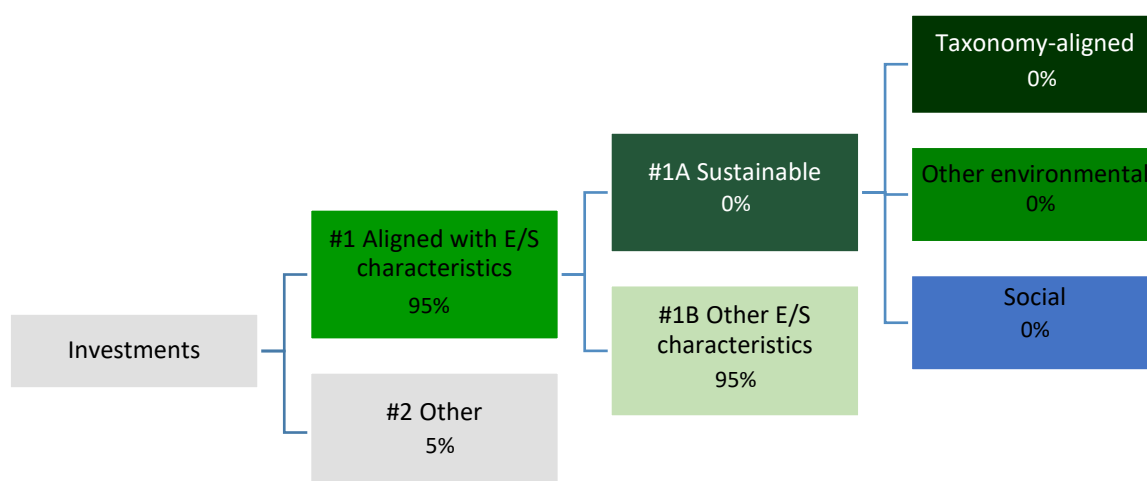 Investments
#1 Aligned with E/S
characteristics
95%
#2 Other
5%
#1A Sustainable
0%
#1B Other E/S
characteristics
95%
Taxonomy-aligned
0%
Other environmental
0%
Social
0%